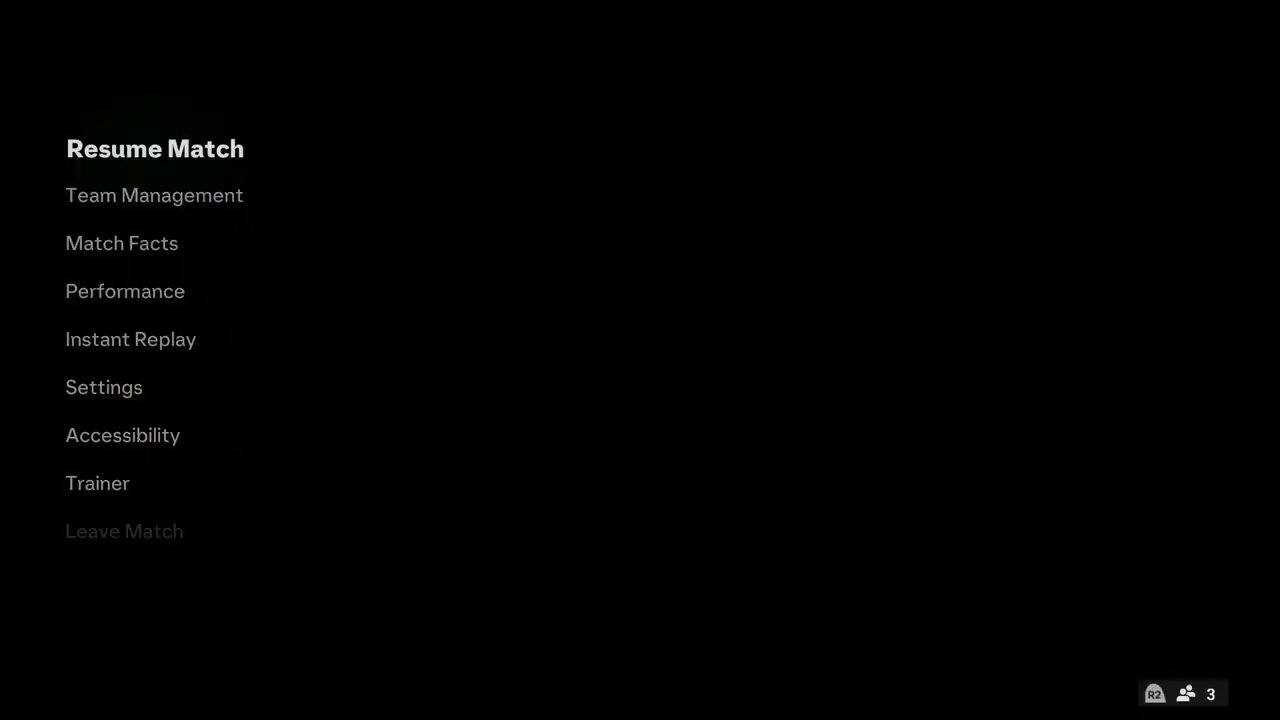 Resume Match
Team Management
Match Facts
Performance
Instant Replay
Settings
Accessibility
Trainer
Leave Match
R2 3